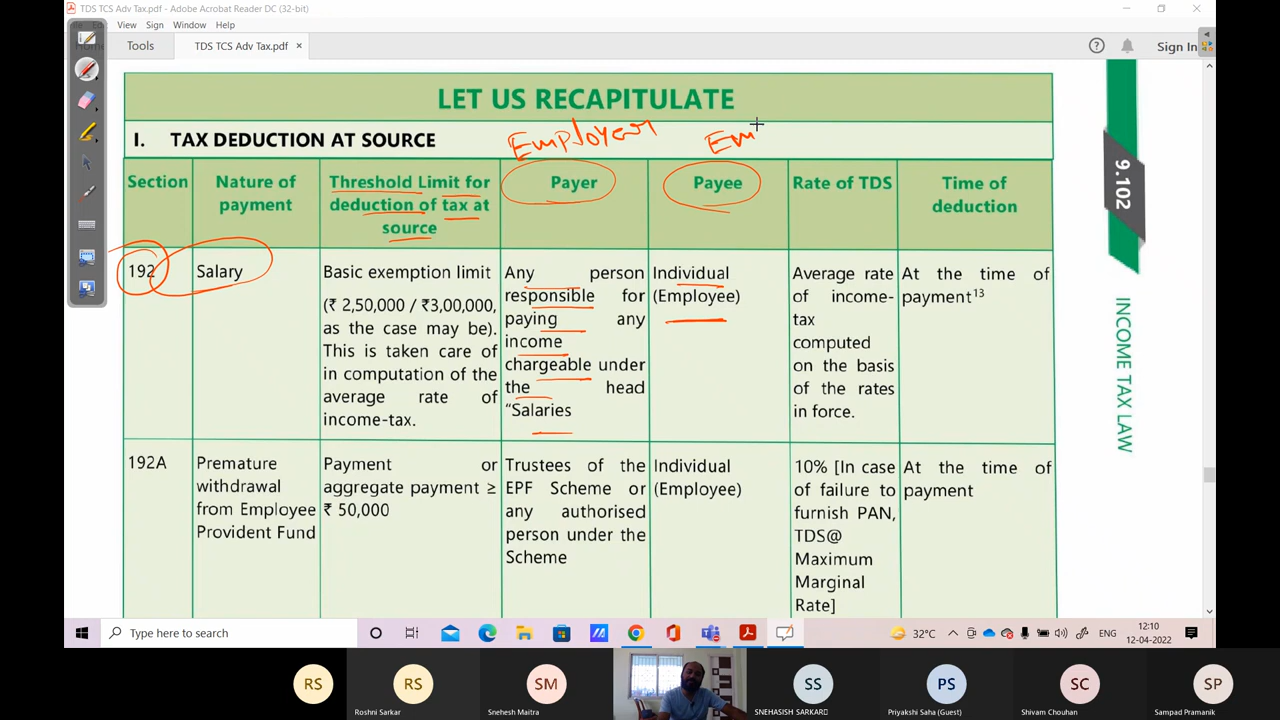 TDS TCS Adv Tax.pdf - Adobe Acrobat Reader DC (32-bit)
View Sign Window Help
Tools TDS TCS Adv Tax.pdf × Sign In
LET US RECAPITULATE
I. TAX DEDUCTION AT SOURCE
Employer Em
Section
Nature of
payment
Threshold Limit for
deduction of tax at
source
Payer
Payee
Rate of TDS
Time of
deduction
192
Salary
Basic exemption limit
(₹ 2,50,000 / ₹3,00,000,
as the case may be).
This is taken care of
in computation of the
average rate of
income-tax.
Any person
responsible for
paying any
income
chargeable under
the head
“Salaries
Individual
(Employee)
Average rate
of income-
tax
computed
on the basis
of the rates
in force.
At the time of
payment¹³
192A
Premature
withdrawal
from Employee
Provident Fund
Payment or
aggregate payment ≥
₹ 50,000
Trustees of the
EPF Scheme or
any authorised
person under the
Scheme
Individual
(Employee)
10% [In case
of failure to
furnish PAN,
TDS@
Maximum
Marginal
Rate]
At the time of
payment
9.102
INCOME TAX LAW
Type here to search
32°C
ENG
12:10
12-04-2022
RS
RS
Roshni Sarkar
SM
Snehesh Maitra
SS
SNEHASISH SARKAR
PS
Priyakshi Saha (Guest)
SC
Shivam Chouhan
SP
Sampad Pramanik